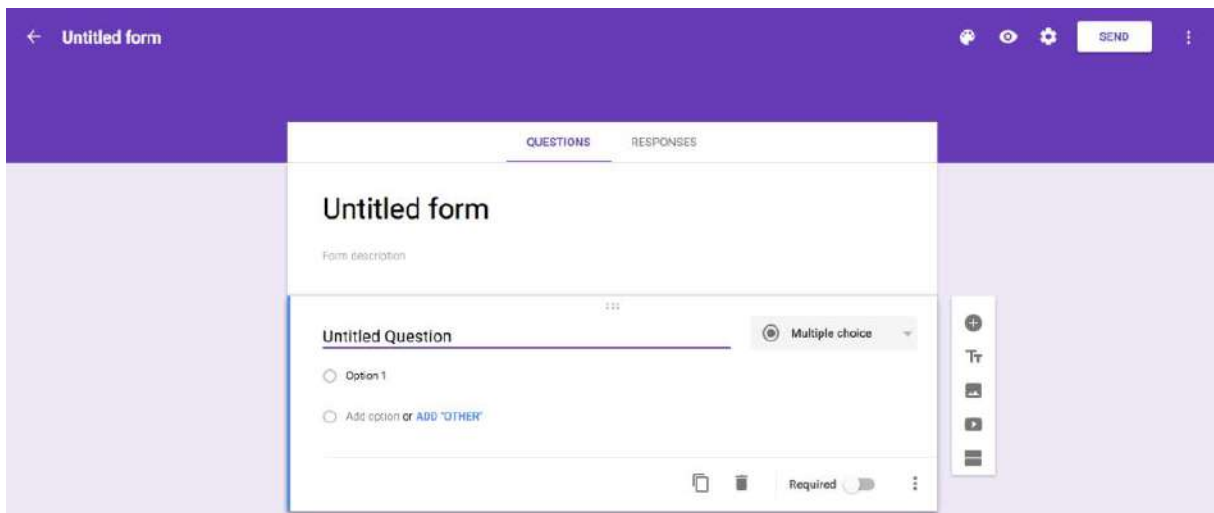 Untitled form
SEND
QUESTIONS RESPONSES
Untitled form
Form description
Untitled Question
Multiple choice
Option 1
Add option or ADD "OTHER"
Tт
Required